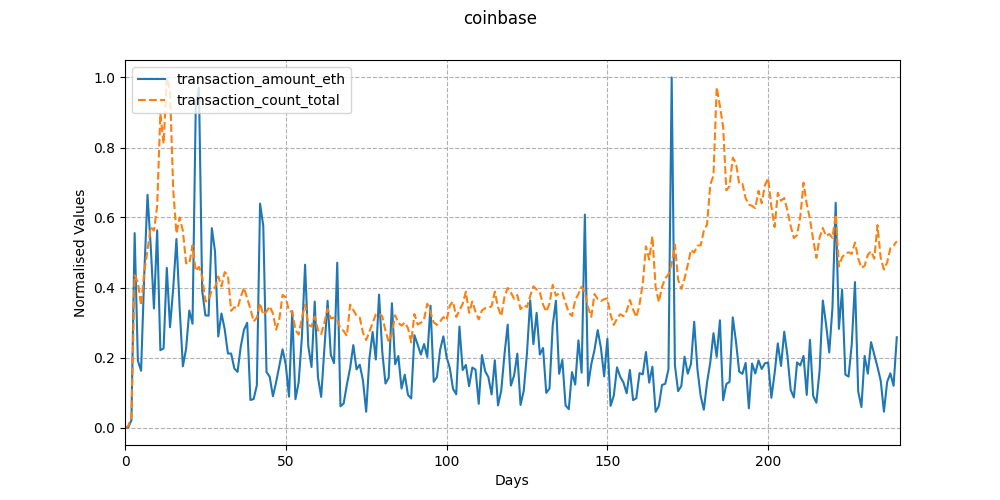 coinbase
transaction_amount_eth
transaction_count_total
1.0
0.8
0.6
0.4
0.2
0.0
Normalised Values
0 50 100 150 200
Days